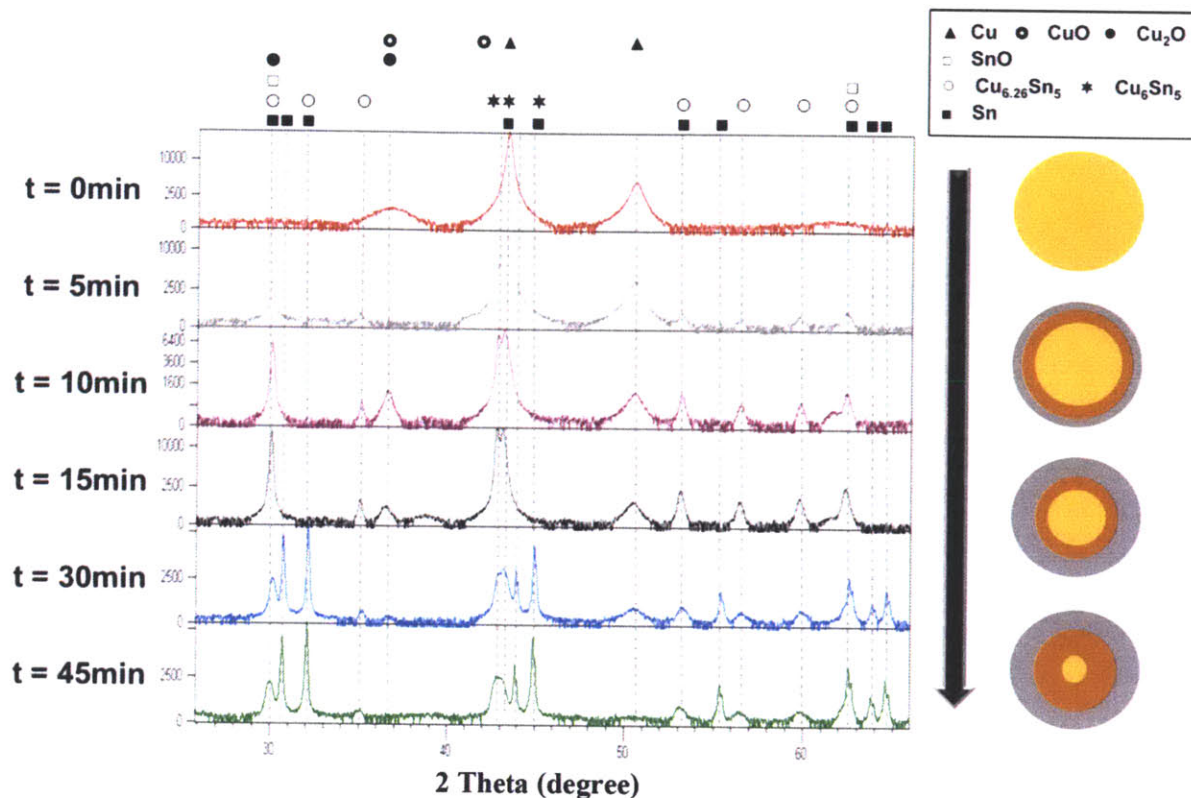 ▲ Cu ⭘ CuO ● Cu2O
□ SnO
○ Cu6.26Sn5 ✶ Cu6Sn5
■ Sn
t = 0min
10000
2500
0
t = 5min
10000
2500
0
t = 10min
6400
3600
1600
0
t = 15min
10000
2500
0
t = 30min
2500
0
t = 45min
2500
0
30 40 50 60
2 Theta (degree)